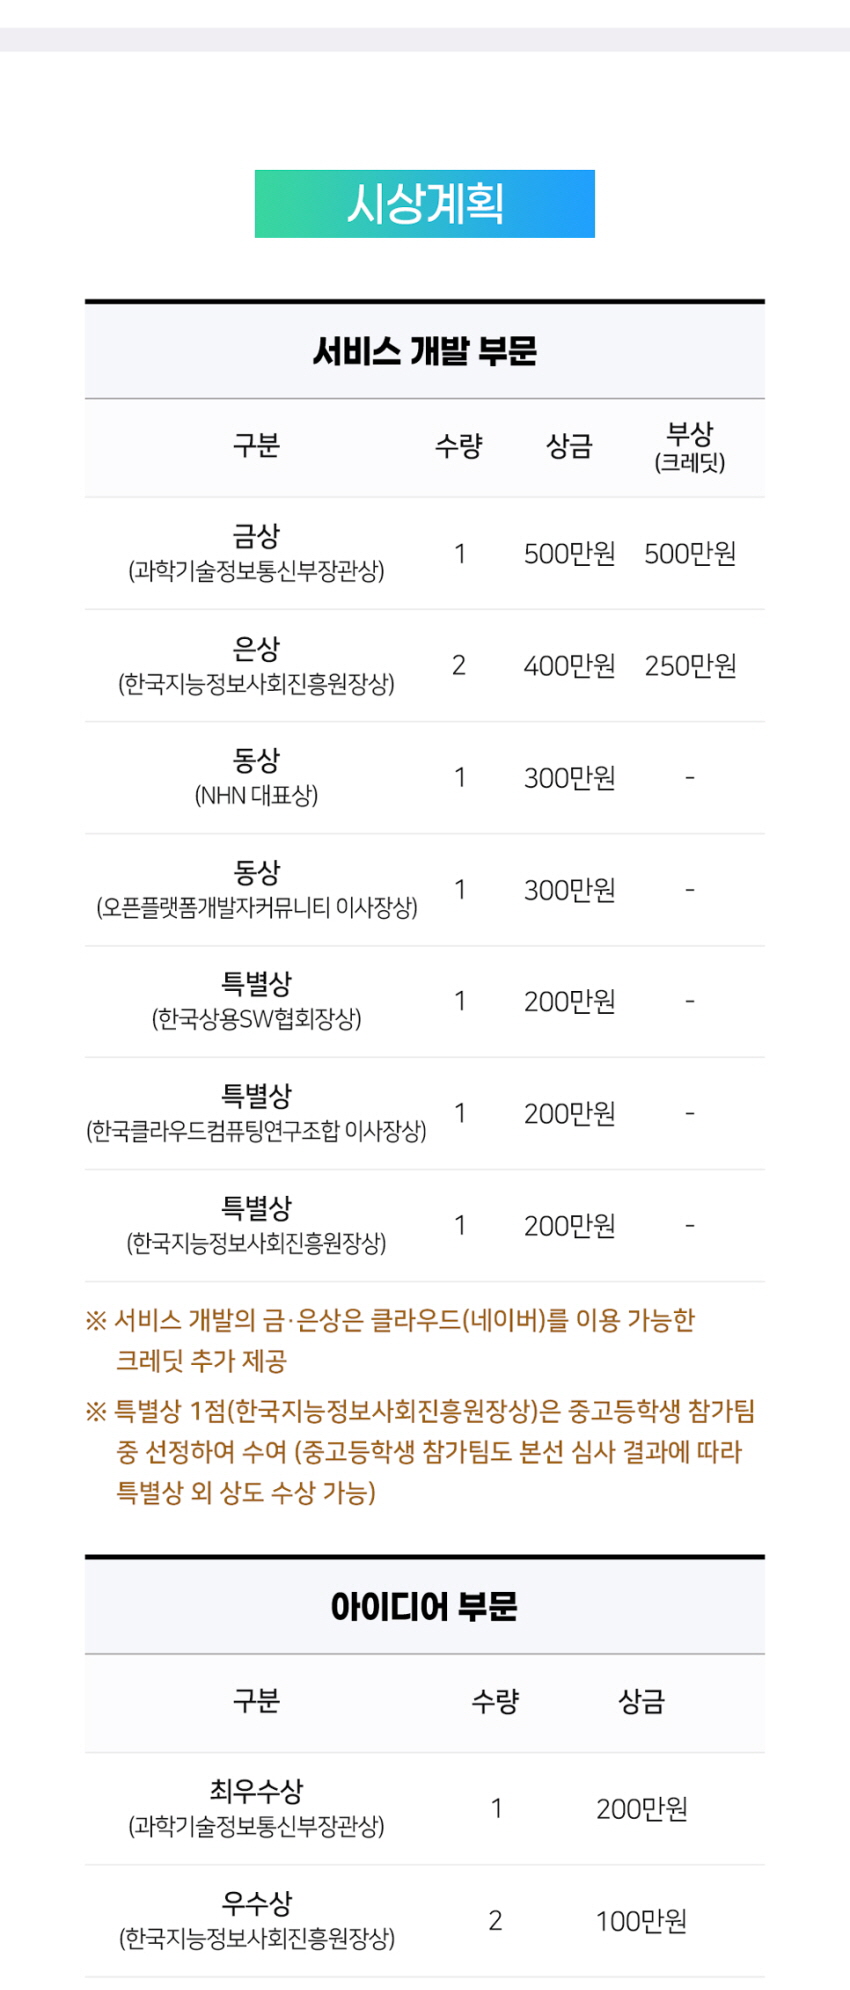 시상계획
서비스 개발 부문
구분 수량 상금 부상
(크레딧)
금상
(과학기술정보통신부장관상) 1 500만원 500만원
은상
(한국지능정보사회진흥원장상) 2 400만원 250만원
동상
(NHN 대표상) 1 300만원 -
동상
(오픈플랫폼개발자커뮤니티 이사장상) 1 300만원 -
특별상
(한국상용SW협회장상) 1 200만원 -
특별상
(한국클라우드컴퓨팅연구조합 이사장상) 1 200만원 -
특별상
(한국지능정보사회진흥원장상) 1 200만원 -
※ 서비스 개발의 금·은상은 클라우드(네이버)를 이용 가능한
크레딧 추가 제공
※ 특별상 1점(한국지능정보사회진흥원장상)은 중고등학생 참가팀
중 선정하여 수여 (중고등학생 참가팀도 본선 심사 결과에 따라
특별상 외 상도 수상 가능)
아이디어 부문
구분 수량 상금
최우수상
(과학기술정보통신부장관상) 1 200만원
우수상
(한국지능정보사회진흥원장상) 2 100만원